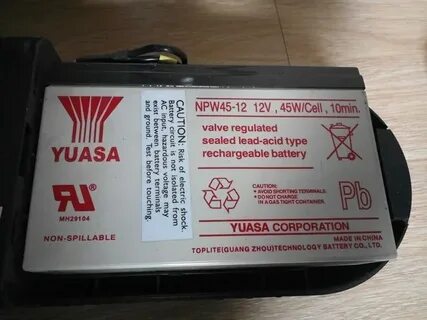 YUASA
MH29104
NON-SPILLABLE
CAUTION: Risk of electric shock.
Battery circuit is not isolated from
AC input, hazardous voltage may
exist between battery terminals
and ground. Test before touching.
NPW45-12 12V , 45W/Cell , 10min.
valve regulated
sealed lead-acid type
rechargeable battery
CAUTION:
• AVOID SHORTING TERMINALS.
• DO NOT CHARGE
IN A GAS TIGHT CONTAINER.
Pb
YUASA CORPORATION
MADE IN CHINA
TOPLITE(GUANG ZHOU)TECHNOLOGY BATTERY CO.,LTD.